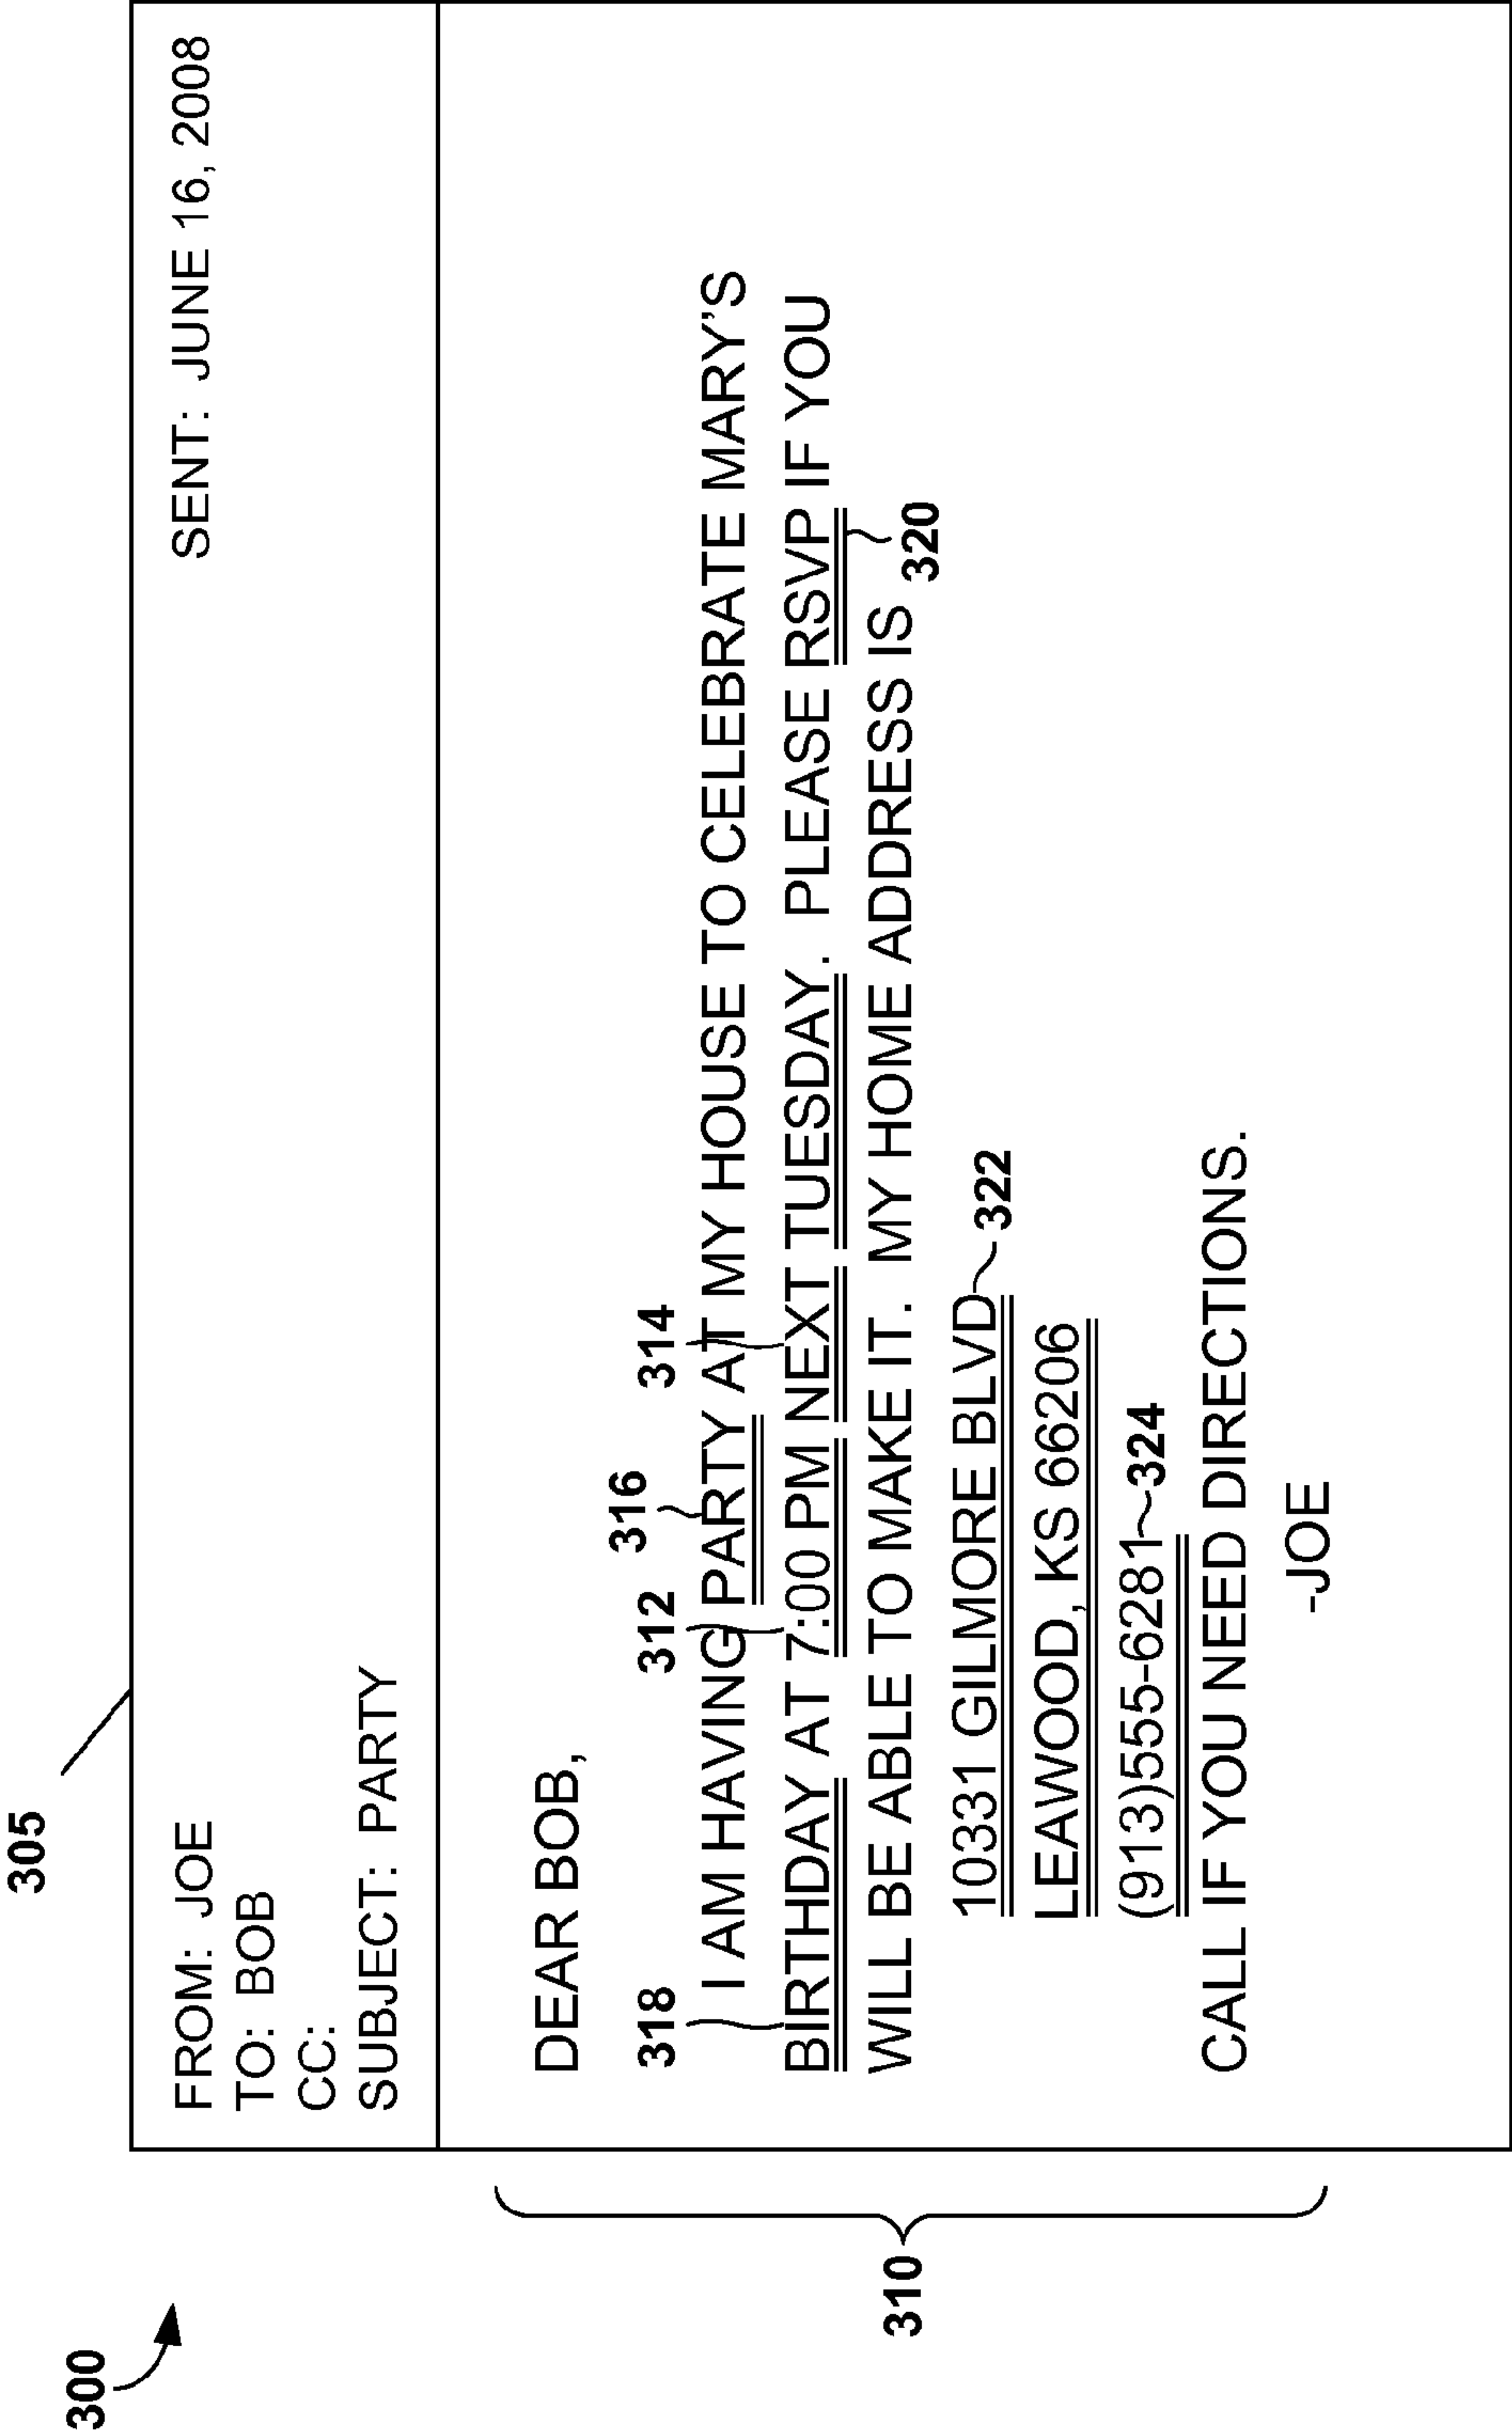 300
305
FROM: JOE
SENT: JUNE 16, 2008
TO: BOB
CC:
SUBJECT: PARTY
310
DEAR BOB,
318 312 316 314
I AM HAVING PARTY AT MY HOUSE TO CELEBRATE MARY'S
BIRTHDAY AT 7:00 PM NEXT TUESDAY. PLEASE RSVP IF YOU
WILL BE ABLE TO MAKE IT. MY HOME ADDRESS IS 320
10331 GILMORE BLVD 322
LEAWOOD, KS 66206
(913)555-6281 324
CALL IF YOU NEED DIRECTIONS.
-JOE